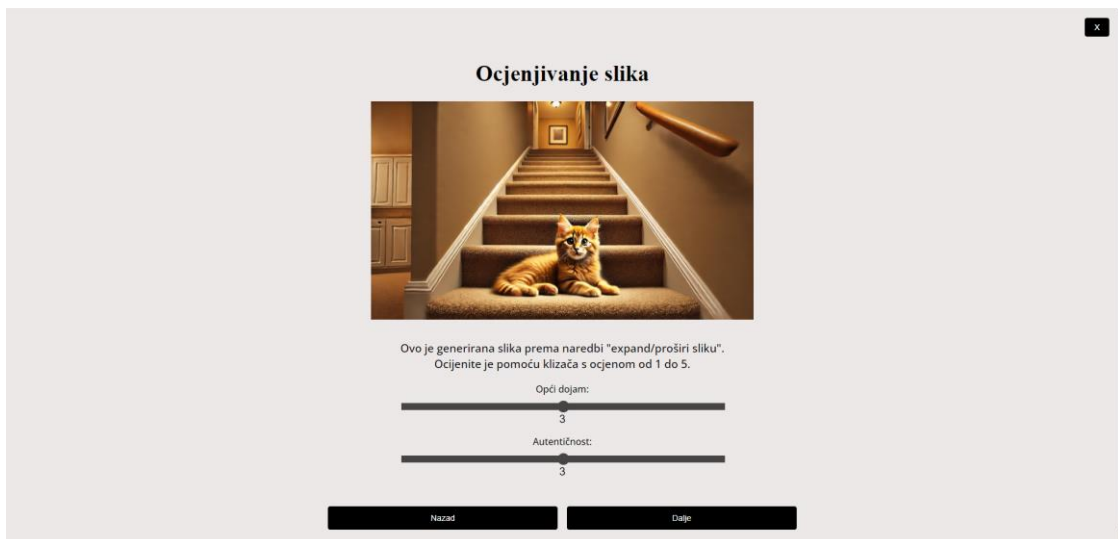 X
Ocjenjivanje slika
Ovo je generirana slika prema naredbi "expand/proširi sliku".
Ocijenite je pomoću klizača s ocjenom od 1 do 5.
Opći dojam:
3
Autentičnost:
3
Nazad
Dalje